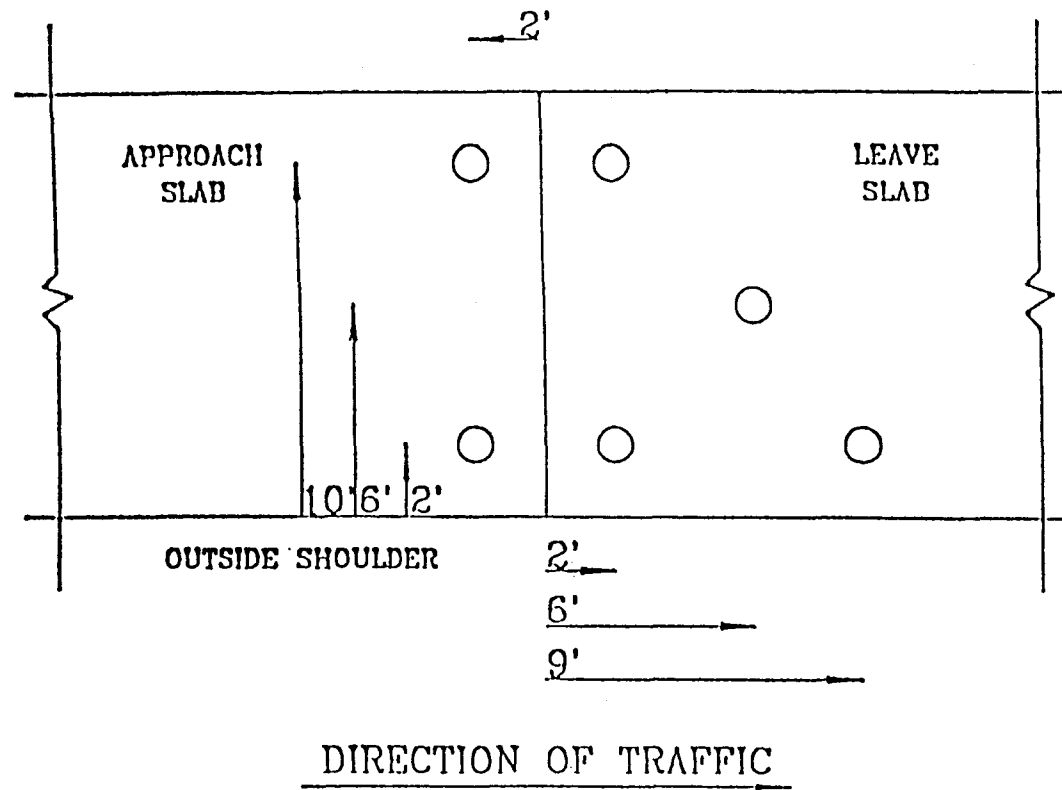 2'
APPROACH
SLAB
LEAVE
SLAB
10' 6' 2'
OUTSIDE SHOULDER
2'
6'
9'
DIRECTION OF TRAFFIC